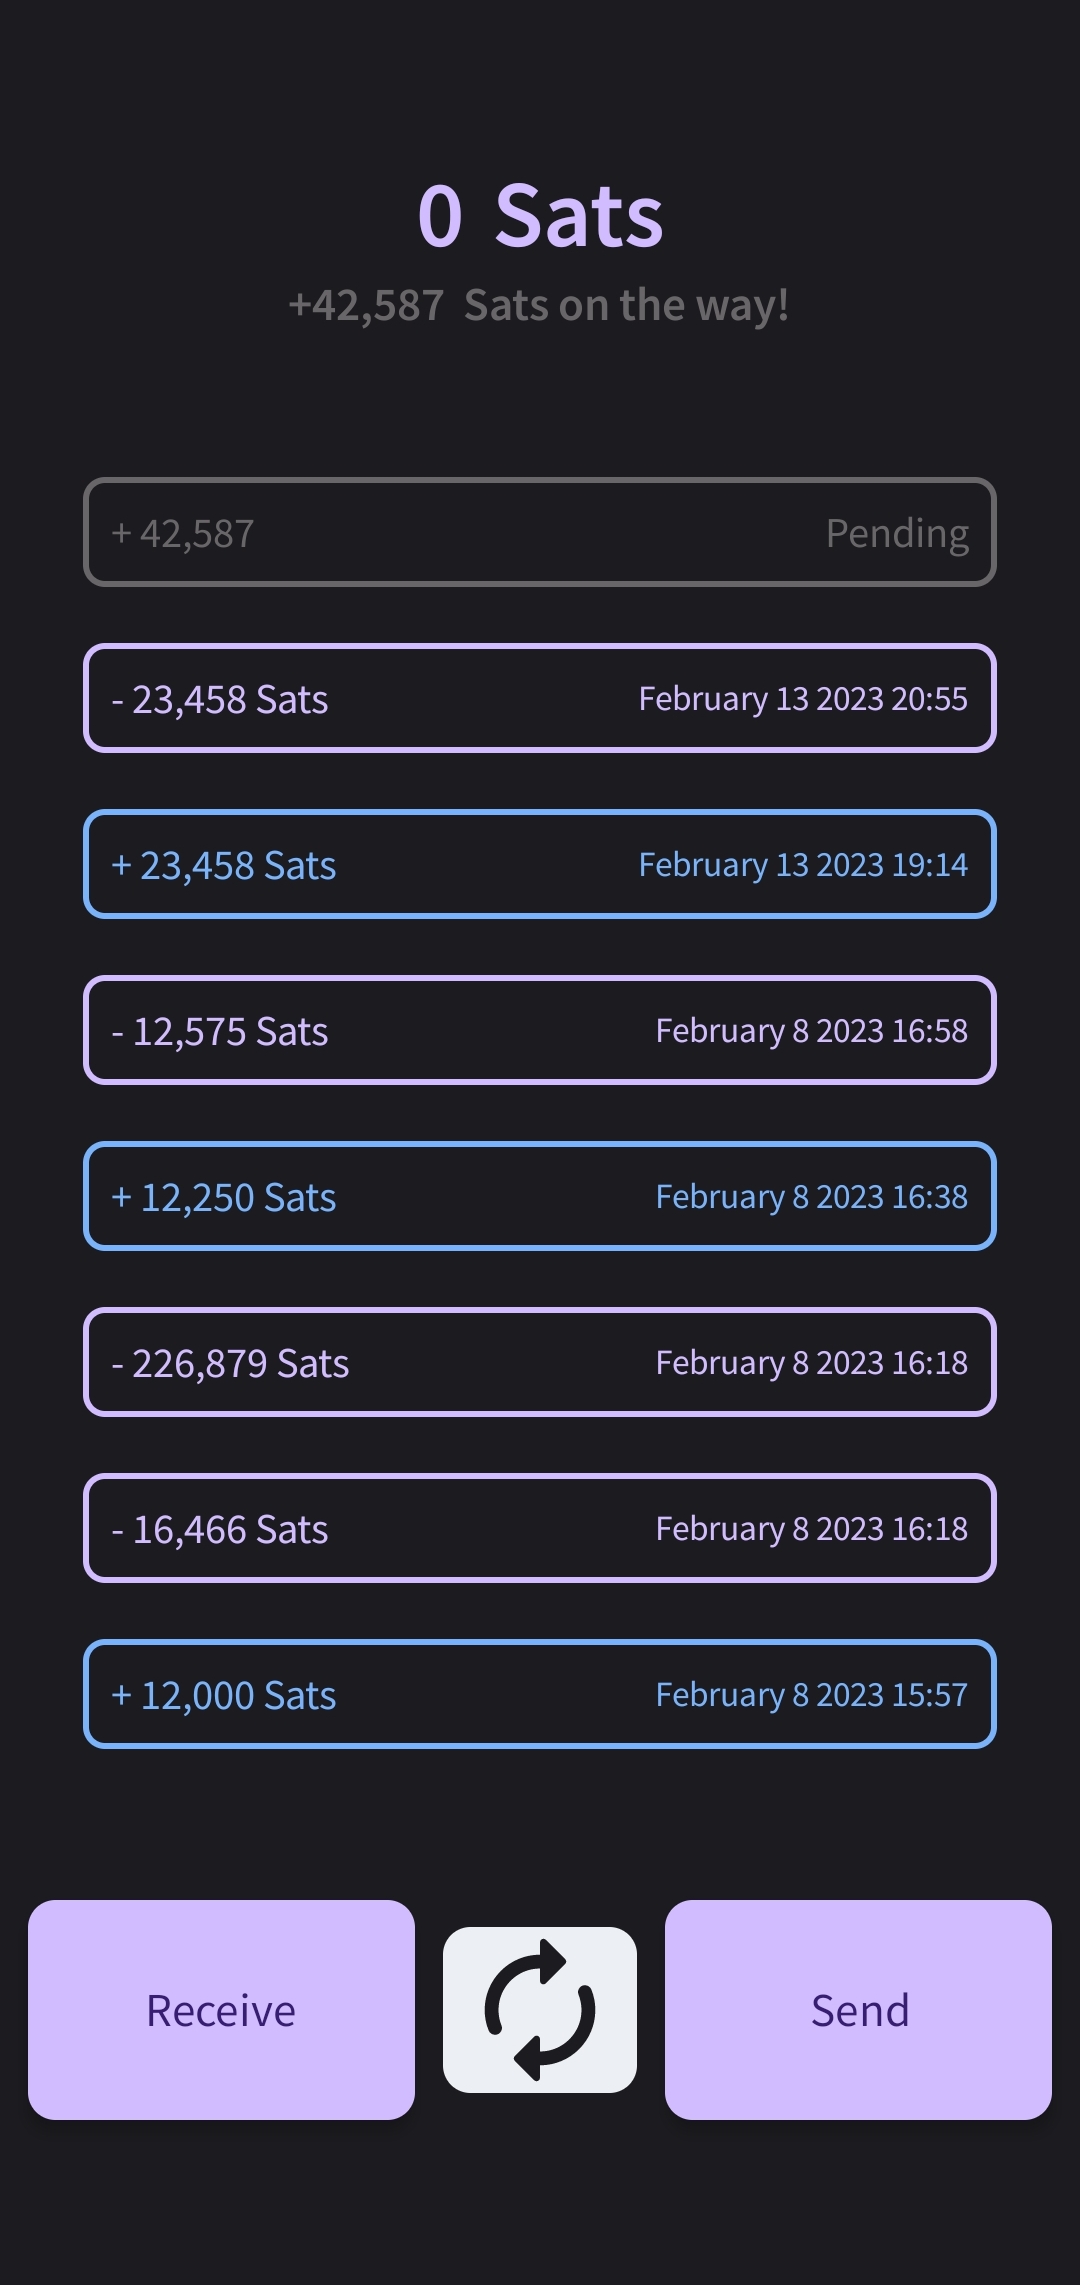 0 Sats
+42,587 Sats on the way!
+ 42,587 Pending
- 23,458 Sats February 13 2023 20:55
+ 23,458 Sats February 13 2023 19:14
- 12,575 Sats February 8 2023 16:58
+ 12,250 Sats February 8 2023 16:38
- 226,879 Sats February 8 2023 16:18
- 16,466 Sats February 8 2023 16:18
+ 12,000 Sats February 8 2023 15:57
Receive Send